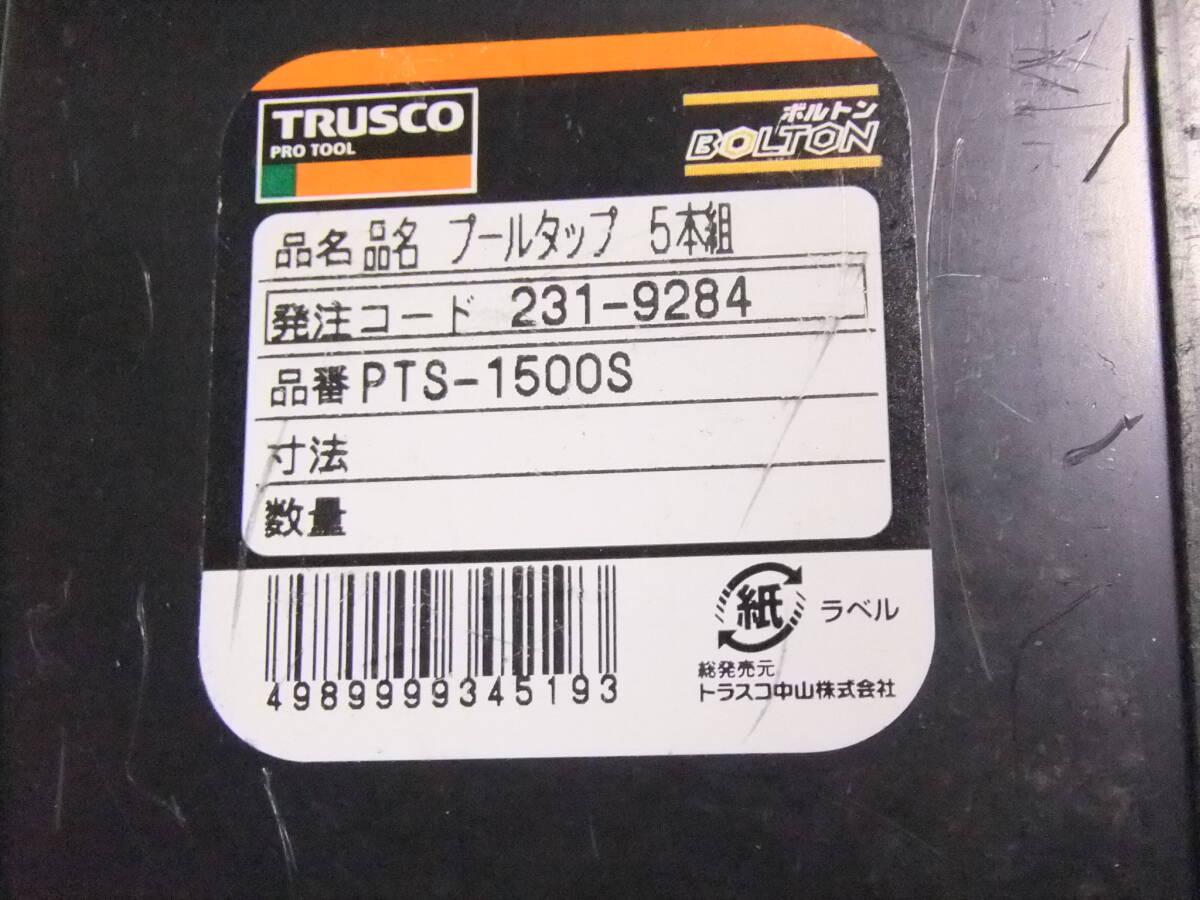 TRUSCO
PRO TOOL
ボルトン
BOLTON
品名 品名 プールタップ 5本組
発注コード 231-9284
品番 PTS-1500S
寸法
数量
4989999345193
紙 ラベル
総発売元
トラスコ中山株式会社